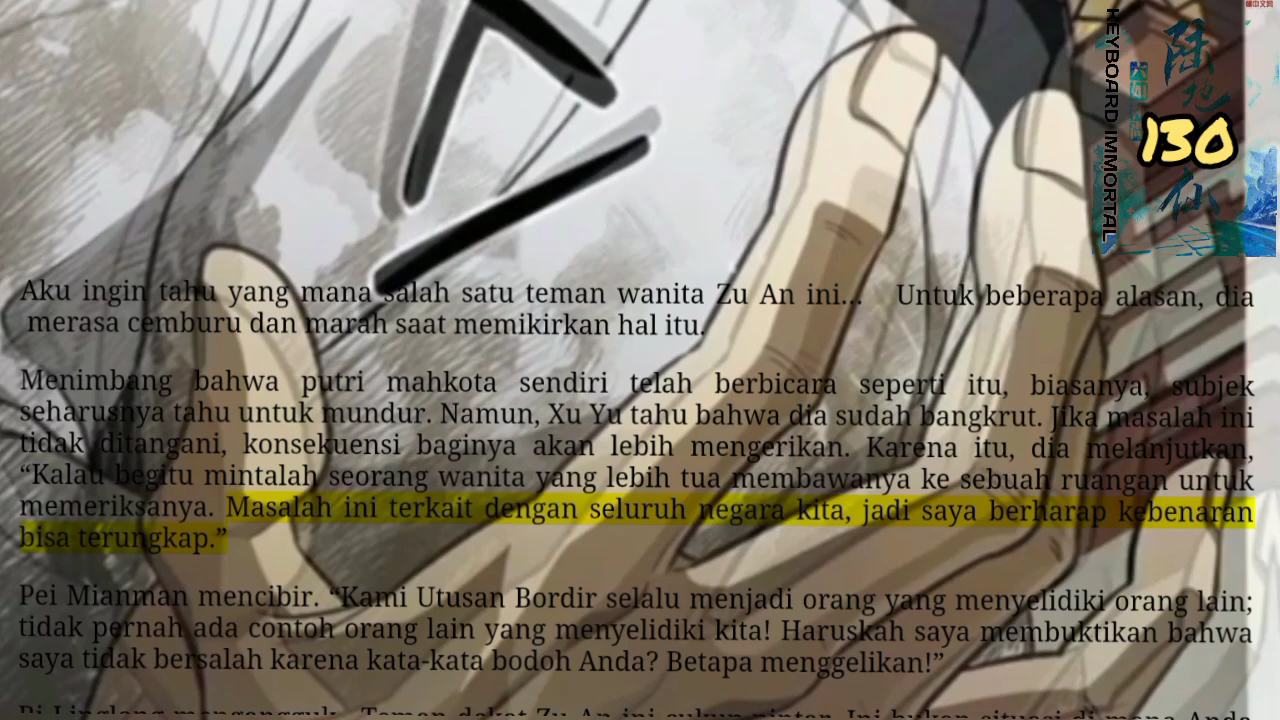 Aku ingin tahu yang mana salah satu teman wanita Zu An ini... Untuk beberapa alasan, dia
merasa cemburu dan marah saat memikirkan hal itu.
Menimbang bahwa putri mahkota sendiri telah berbicara seperti itu, biasanya, subjek
seharusnya tahu untuk mundur. Namun, Xu Yu tahu bahwa dia sudah bangkrut. Jika masalah ini
tidak ditangani, konsekuensi baginya akan lebih mengerikan. Karena itu, dia melanjutkan,
“Kalau begitu mintalah seorang wanita yang lebih tua membawanya ke sebuah ruangan untuk
memeriksanya. Masalah ini terkait dengan seluruh negara kita, jadi saya berharap kebenaran
bisa terungkap.”
Pei Mianman mencibir. “Kami Utusan Bordir selalu menjadi orang yang menyelidiki orang lain;
tidak pernah ada contoh orang lain yang menyelidiki kita! Haruskah saya membuktikan bahwa
saya tidak bersalah karena kata-kata bodoh Anda? Betapa menggelikan!”
KEYBOARD IMMORTAL
130
仙